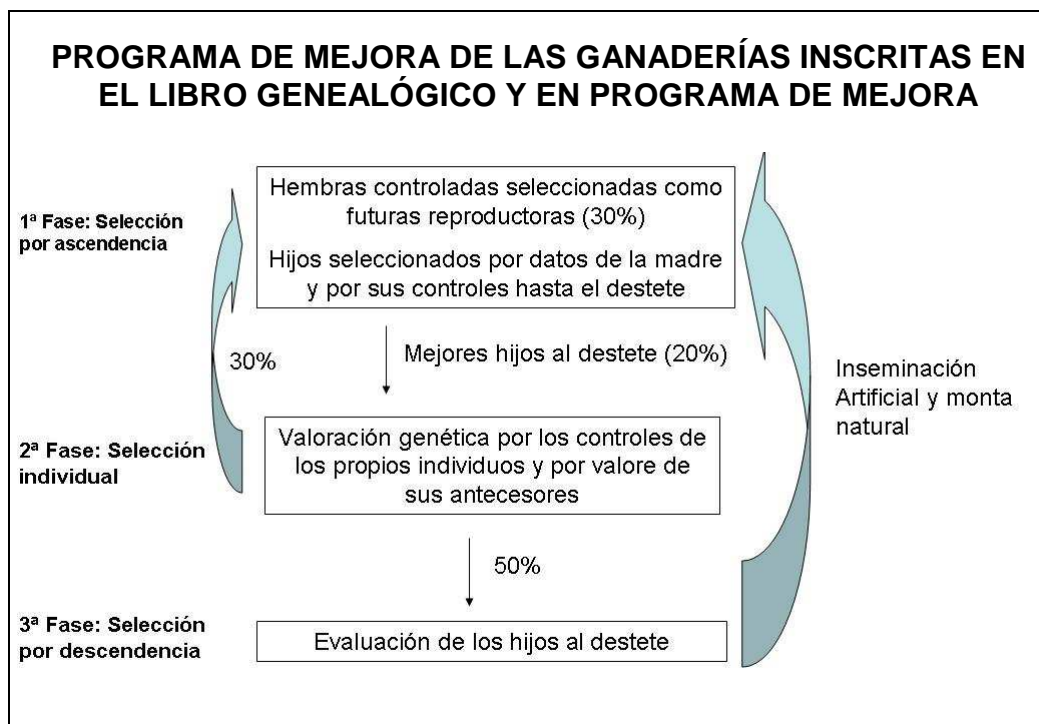 PROGRAMA DE MEJORA DE LAS GANADERÍAS INSCRITAS EN
EL LIBRO GENEALÓGICO Y EN PROGRAMA DE MEJORA
1ª Fase: Selección
por ascendencia
Hembras controladas seleccionadas como
futuras reproductoras (30%)
Hijos seleccionados por datos de la madre
y por sus controles hasta el destete
30%
Mejores hijos al destete (20%)
Inseminación
Artificial y monta
natural
2ª Fase: Selección
individual
Valoración genética por los controles de
los propios individuos y por valore de
sus antecesores
50%
3ª Fase: Selección
por descendencia
Evaluación de los hijos al destete